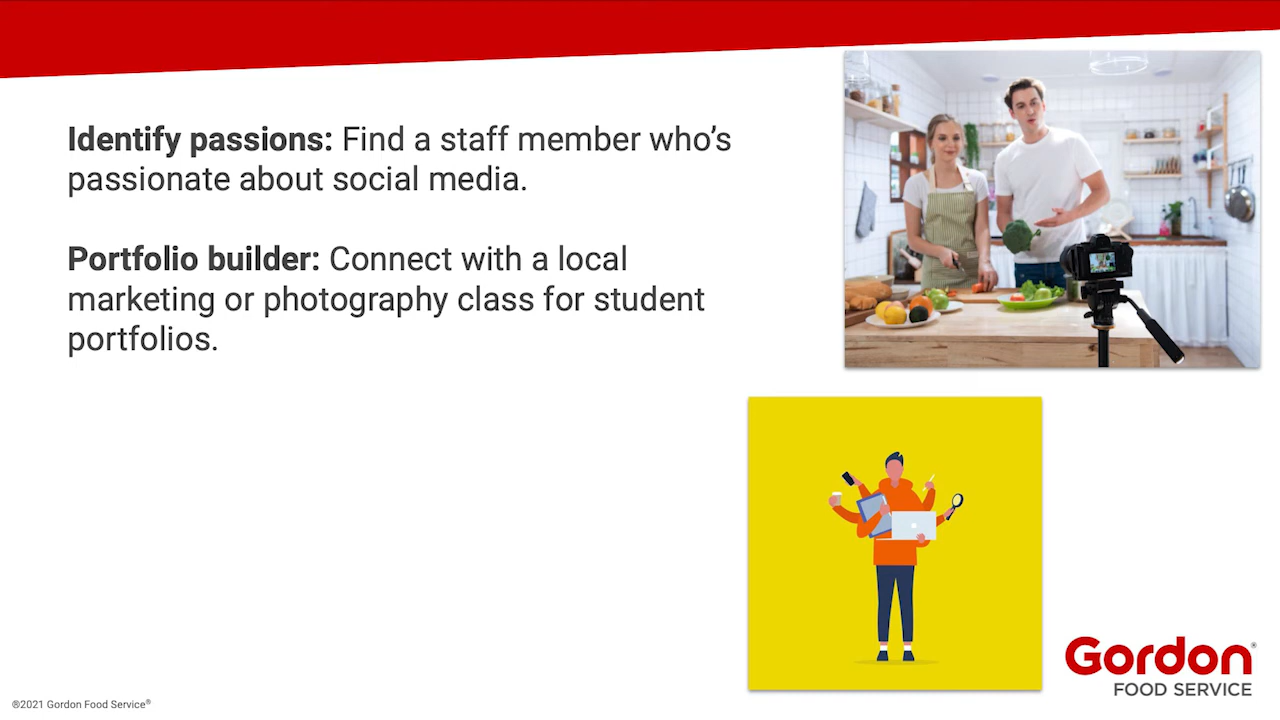 Identify passions: Find a staff member who’s
passionate about social media.
Portfolio builder: Connect with a local
marketing or photography class for student
portfolios.
Gordon®
FOOD SERVICE
®2021 Gordon Food Service®